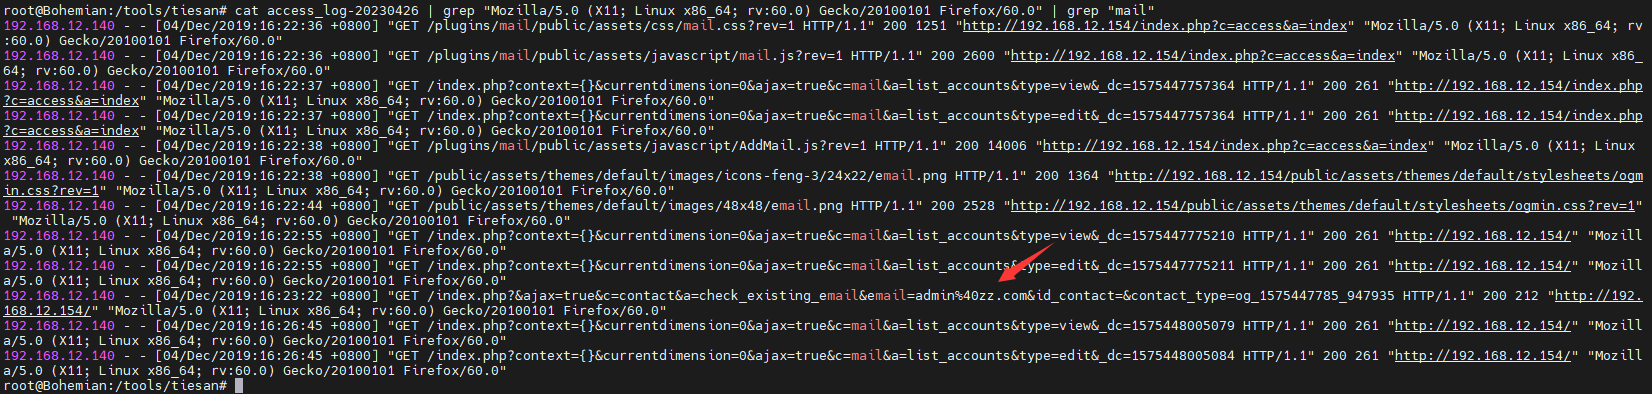 root@Bohemian:/tools/tiesan# cat access_log-20230426 | grep "Mozilla/5.0 (X11; Linux x86_64; rv:60.0) Gecko/20100101 Firefox/60.0" | grep "mail"
192.168.12.140 - - [04/Dec/2019:16:22:36 +0800] "GET /plugins/mail/public/assets/css/mail.css?rev=1 HTTP/1.1" 200 1251 "http://192.168.12.154/index.php?c=access&a=index" "Mozilla/5.0 (X11; Linux x86_64; rv
:60.0) Gecko/20100101 Firefox/60.0"
192.168.12.140 - - [04/Dec/2019:16:22:36 +0800] "GET /plugins/mail/public/assets/javascript/mail.js?rev=1 HTTP/1.1" 200 2600 "http://192.168.12.154/index.php?c=access&a=index" "Mozilla/5.0 (X11; Linux x86_
64; rv:60.0) Gecko/20100101 Firefox/60.0"
192.168.12.140 - - [04/Dec/2019:16:22:37 +0800] "GET /index.php?context={}&currentdimension=0&ajax=true&c=mail&a=list_accounts&type=view&_dc=1575447757364 HTTP/1.1" 200 261 "http://192.168.12.154/index.php
?c=access&a=index" "Mozilla/5.0 (X11; Linux x86_64; rv:60.0) Gecko/20100101 Firefox/60.0"
192.168.12.140 - - [04/Dec/2019:16:22:37 +0800] "GET /index.php?context={}&currentdimension=0&ajax=true&c=mail&a=list_accounts&type=edit&_dc=1575447757364 HTTP/1.1" 200 261 "http://192.168.12.154/index.php
?c=access&a=index" "Mozilla/5.0 (X11; Linux x86_64; rv:60.0) Gecko/20100101 Firefox/60.0"
192.168.12.140 - - [04/Dec/2019:16:22:38 +0800] "GET /plugins/mail/public/assets/javascript/AddMail.js?rev=1 HTTP/1.1" 200 14006 "http://192.168.12.154/index.php?c=access&a=index" "Mozilla/5.0 (X11; Linux
x86_64; rv:60.0) Gecko/20100101 Firefox/60.0"
192.168.12.140 - - [04/Dec/2019:16:22:38 +0800] "GET /public/assets/themes/default/images/icons-feng-3/24x22/email.png HTTP/1.1" 200 1364 "http://192.168.12.154/public/assets/themes/default/stylesheets/ogm
in.css?rev=1" "Mozilla/5.0 (X11; Linux x86_64; rv:60.0) Gecko/20100101 Firefox/60.0"
192.168.12.140 - - [04/Dec/2019:16:22:44 +0800] "GET /public/assets/themes/default/images/48x48/email.png HTTP/1.1" 200 2528 "http://192.168.12.154/public/assets/themes/default/stylesheets/ogmin.css?rev=1"
"Mozilla/5.0 (X11; Linux x86_64; rv:60.0) Gecko/20100101 Firefox/60.0"
192.168.12.140 - - [04/Dec/2019:16:22:55 +0800] "GET /index.php?context={}&currentdimension=0&ajax=true&c=mail&a=list_accounts&type=view&_dc=1575447775210 HTTP/1.1" 200 261 "http://192.168.12.154/" "Mozill
a/5.0 (X11; Linux x86_64; rv:60.0) Gecko/20100101 Firefox/60.0"
192.168.12.140 - - [04/Dec/2019:16:22:55 +0800] "GET /index.php?context={}&currentdimension=0&ajax=true&c=mail&a=list_accounts&type=edit&_dc=1575447775211 HTTP/1.1" 200 261 "http://192.168.12.154/" "Mozill
a/5.0 (X11; Linux x86_64; rv:60.0) Gecko/20100101 Firefox/60.0"
192.168.12.140 - - [04/Dec/2019:16:23:22 +0800] "GET /index.php?&ajax=true&c=contact&a=check_existing_email&email=admin%40zz.com&id_contact=&contact_type=og_1575447785_947935 HTTP/1.1" 200 212 "http://192.
168.12.154/" "Mozilla/5.0 (X11; Linux x86_64; rv:60.0) Gecko/20100101 Firefox/60.0"
192.168.12.140 - - [04/Dec/2019:16:26:45 +0800] "GET /index.php?context={}&currentdimension=0&ajax=true&c=mail&a=list_accounts&type=view&_dc=1575448005079 HTTP/1.1" 200 261 "http://192.168.12.154/" "Mozill
a/5.0 (X11; Linux x86_64; rv:60.0) Gecko/20100101 Firefox/60.0"
192.168.12.140 - - [04/Dec/2019:16:26:45 +0800] "GET /index.php?context={}&currentdimension=0&ajax=true&c=mail&a=list_accounts&type=edit&_dc=1575448005084 HTTP/1.1" 200 261 "http://192.168.12.154/" "Mozill
a/5.0 (X11; Linux x86_64; rv:60.0) Gecko/20100101 Firefox/60.0"
root@Bohemian:/tools/tiesan#